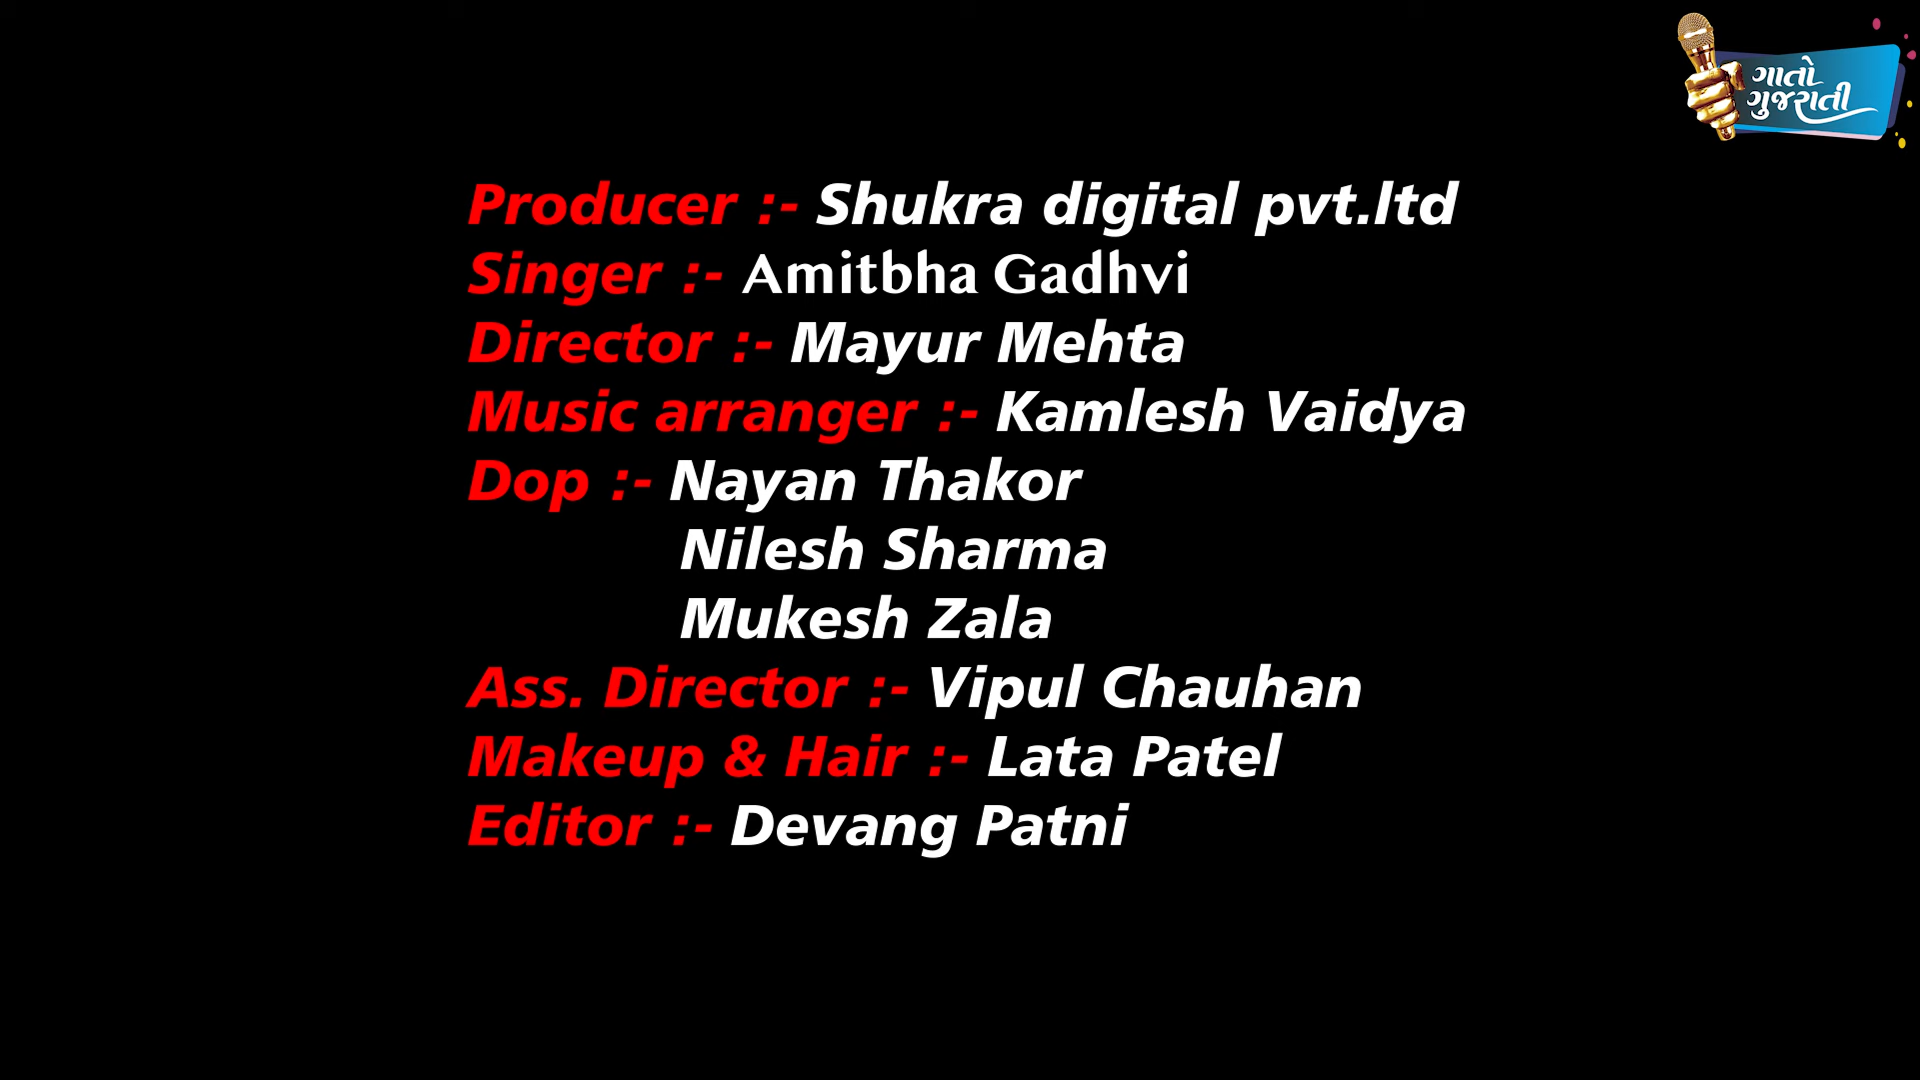 ગાતો
ગુજરાતી
Producer :- Shukra digital pvt.ltd
Singer :- Amitbha Gadhvi
Director :- Mayur Mehta
Music arranger :- Kamlesh Vaidya
Dop :- Nayan Thakor
Nilesh Sharma
Mukesh Zala
Ass. Director :- Vipul Chauhan
Makeup & Hair :- Lata Patel
Editor :- Devang Patni